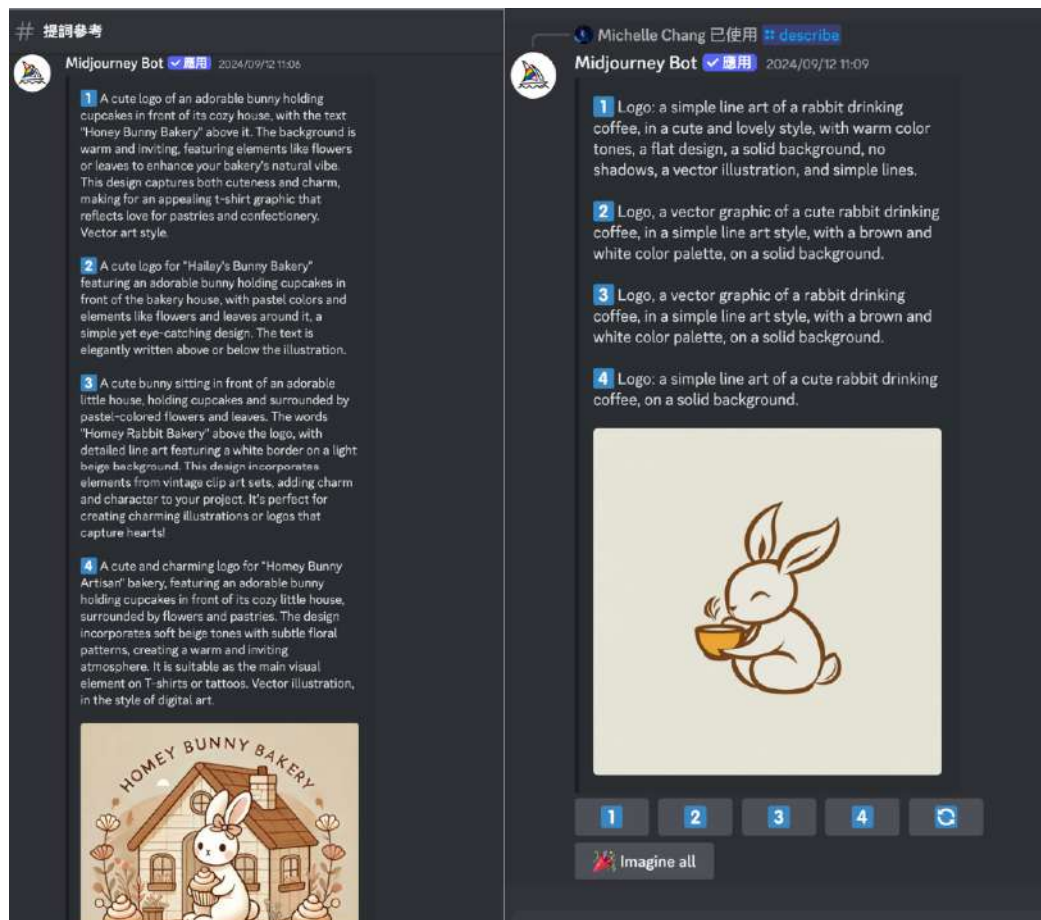 # 提詞參考
Midjourney Bot ✓應用 2024/09/12 11:06
1 A cute logo of an adorable bunny holding
cupcakes in front of its cozy house, with the text
"Honey Bunny Bakery" above it. The background is
warm and inviting, featuring elements like flowers
or leaves to enhance your bakery's natural vibe.
This design captures both cuteness and charm,
making for an appealing t-shirt graphic that
reflects love for pastries and confectionery.
Vector art style.
2 A cute logo for "Hailey's Bunny Bakery"
featuring an adorable bunny holding cupcakes in
front of the bakery house, with pastel colors and
elements like flowers and leaves around it, a
simple yet eye-catching design. The text is
elegantly written above or below the illustration.
3 A cute bunny sitting in front of an adorable
little house, holding cupcakes and surrounded by
pastel-colored flowers and leaves. The words
"Homey Rabbit Bakery" above the logo, with
detailed line art featuring a white border on a light
beige background. This design incorporates
elements from vintage clip art sets, adding charm
and character to your project. It's perfect for
creating charming illustrations or logos that
capture hearts!
4 A cute and charming logo for "Homey Bunny
Artisan" bakery, featuring an adorable bunny
holding cupcakes in front of its cozy little house,
surrounded by flowers and pastries. The design
incorporates soft beige tones with subtle floral
patterns, creating a warm and inviting
atmosphere. It is suitable as the main visual
element on T-shirts or tattoos. Vector illustration,
in the style of digital art.
HOMEY BUNNY BAKERY
Michelle Chang 已使用 describe
Midjourney Bot ✓應用 2024/09/12 11:09
1 Logo: a simple line art of a rabbit drinking
coffee, in a cute and lovely style, with warm color
tones, a flat design, a solid background, no
shadows, a vector illustration, and simple lines.
2 Logo, a vector graphic of a cute rabbit drinking
coffee, in a simple line art style, with a brown and
white color palette, on a solid background.
3 Logo, a vector graphic of a rabbit drinking
coffee, in a simple line art style, with a brown and
white color palette, on a solid background.
4 Logo: a simple line art of a cute rabbit drinking
coffee, on a solid background.
1 2 3 4
Imagine all